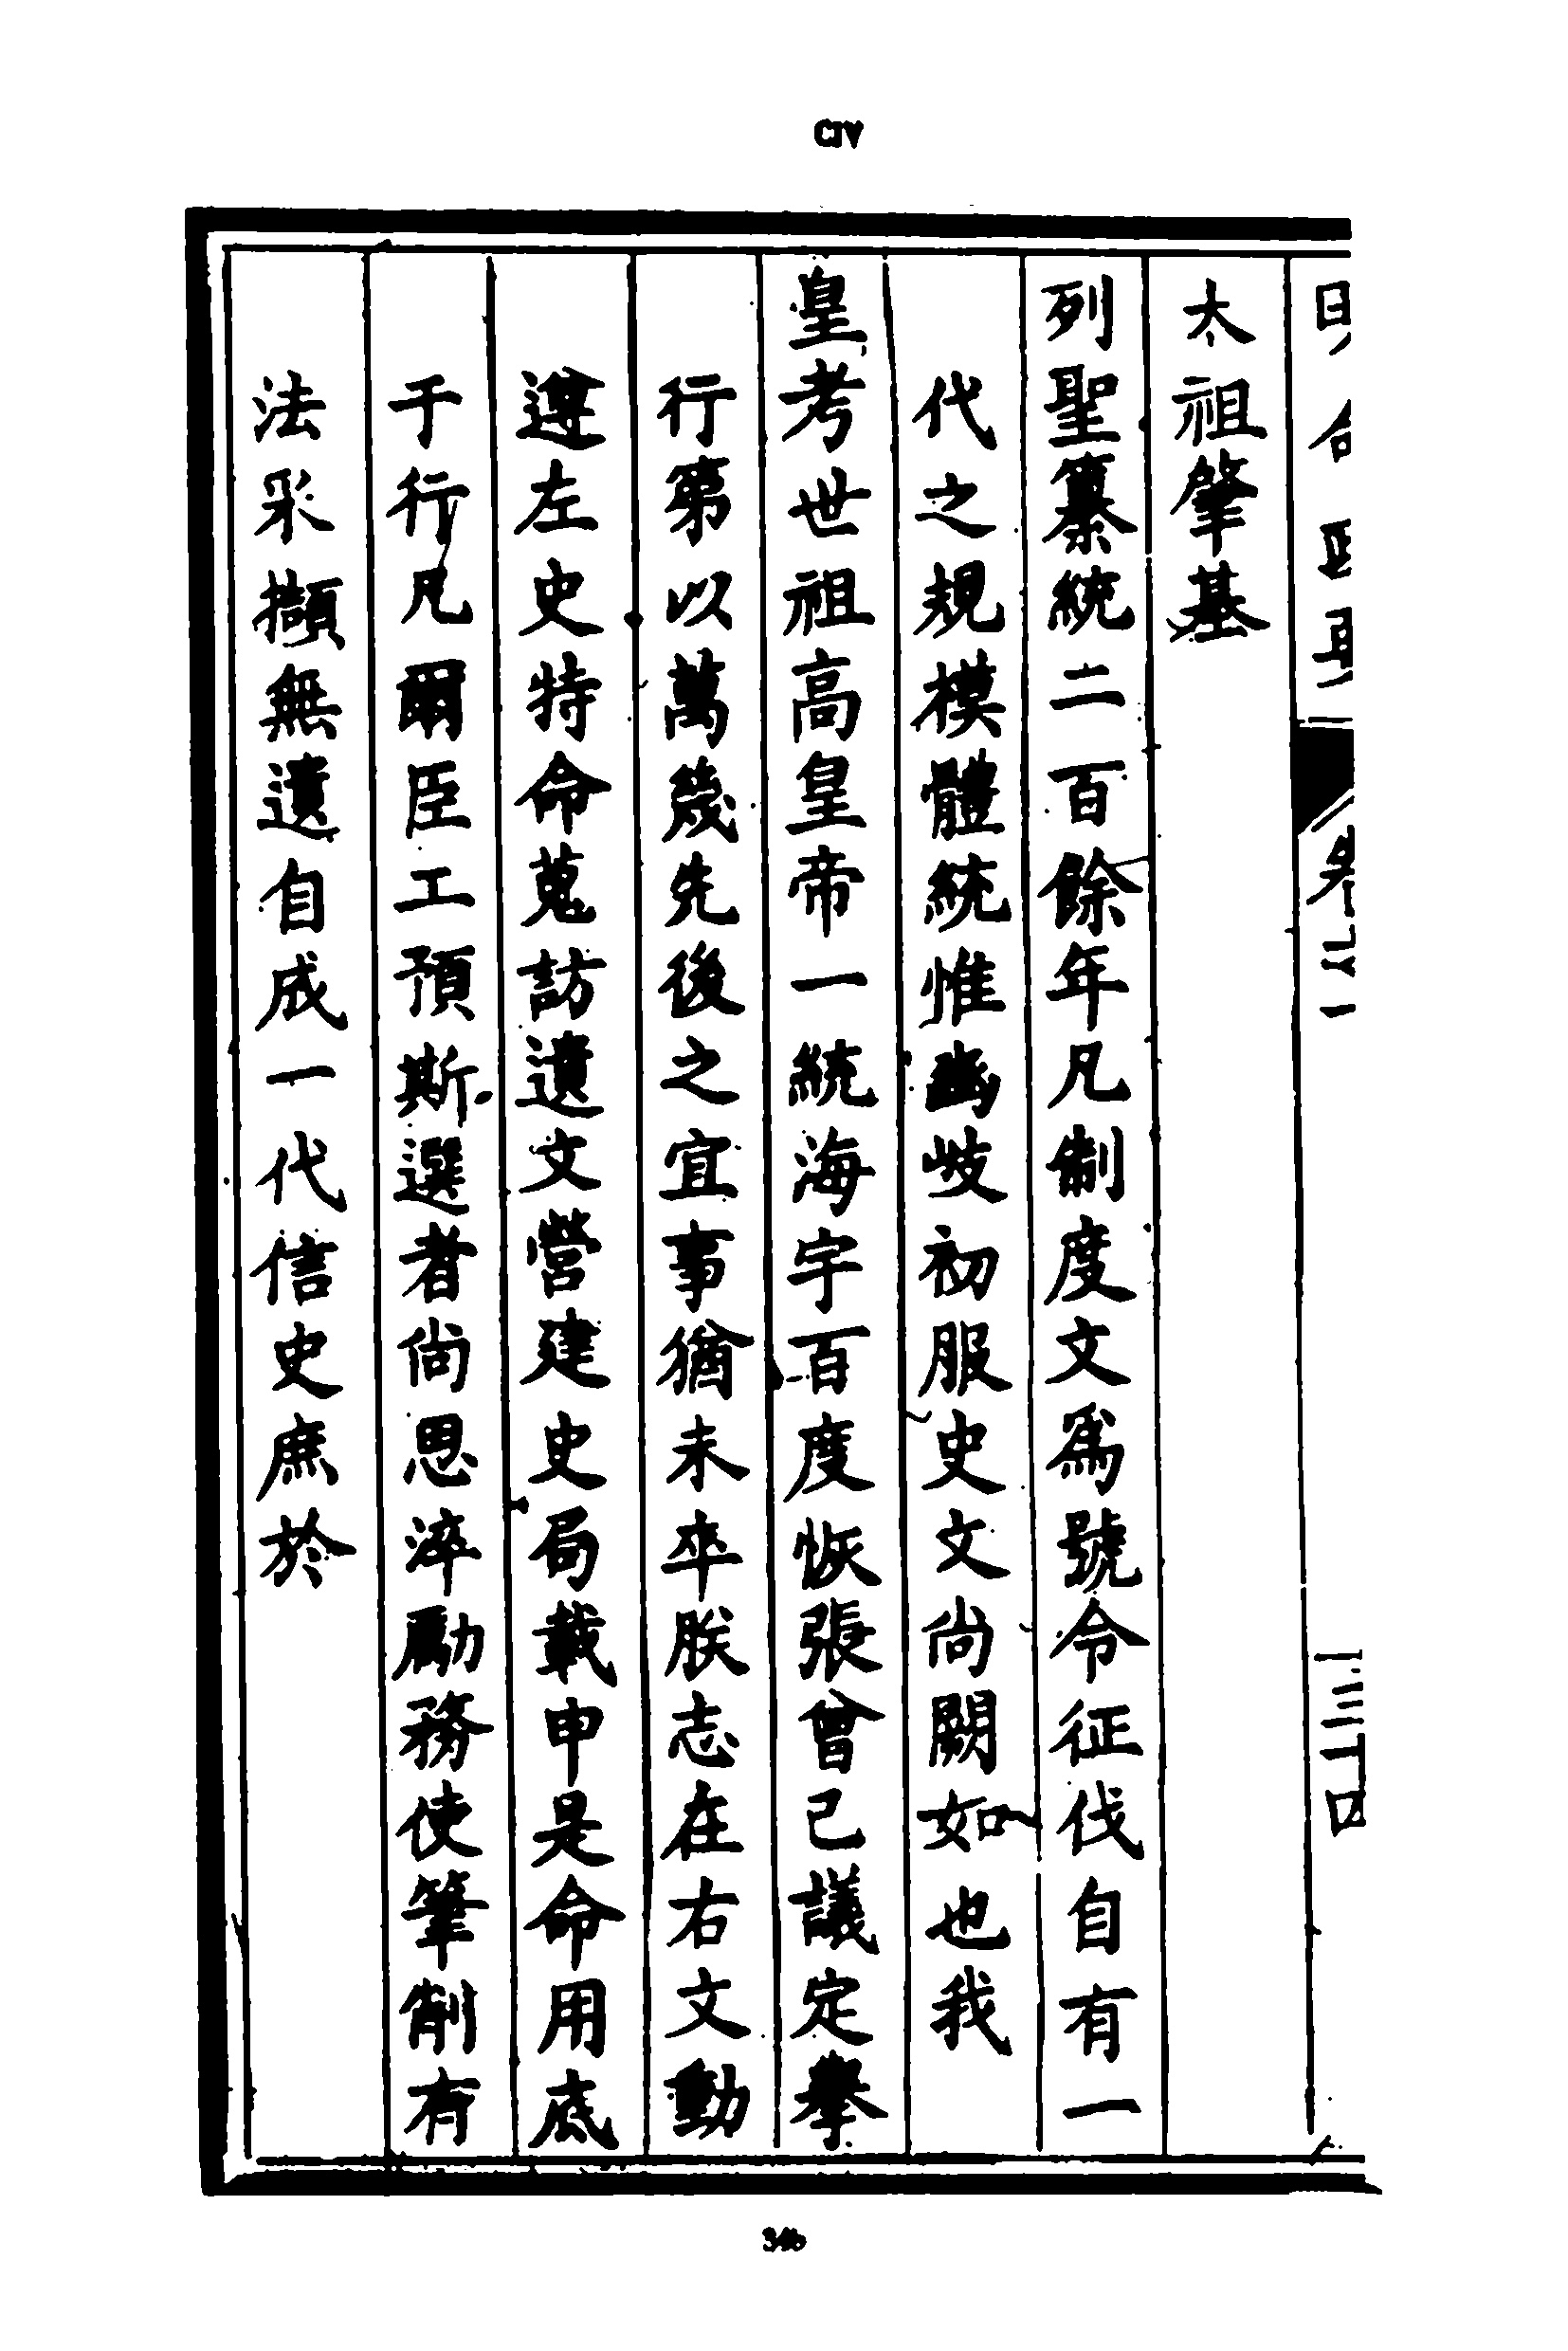 CIV
太祖肇基
列聖纂統二百餘年凡制度文爲號令征伐自有一
代之規模體統惟豳岐初服史文尚闕如也我
皇考世祖高皇帝一統海宇百度恢張曾已議定擧
行第以萬幾先後之宜事猶未卒朕志在右文動
遵左史特命蒐訪遺文營建史局載申是命用底
于行凡爾臣工預斯選者尚思淬勵務使筆削有
法采擷無遺自成一代信史庶於
34b